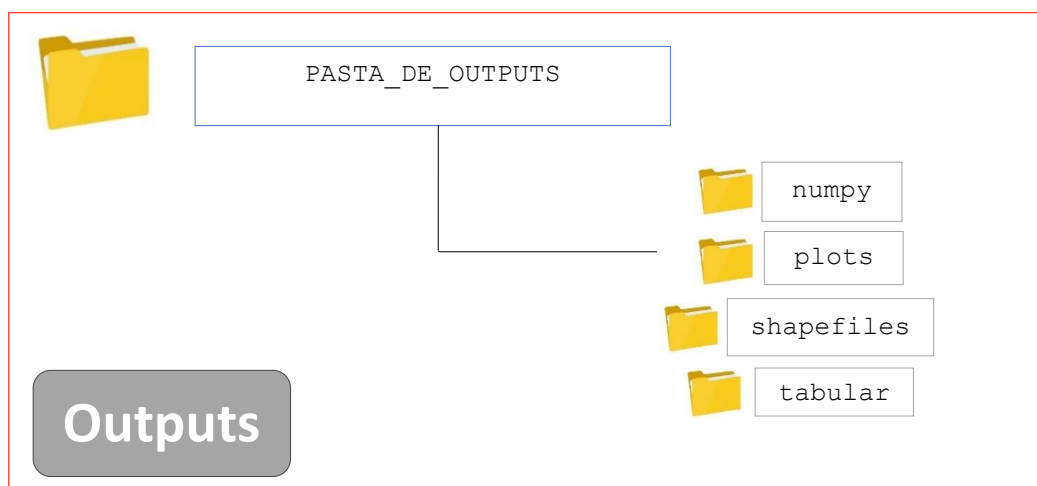 PASTA_DE_OUTPUTS
numpy
plots
shapefiles
tabular
Outputs